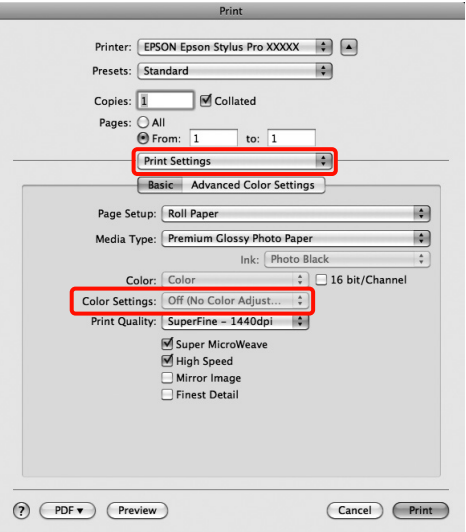 Print
Printer: EPSON Epson Stylus Pro XXXXX
Presets: Standard
Copies: 1 Collated
Pages: All
From: 1 to: 1
Print Settings
Basic Advanced Color Settings
Page Setup: Roll Paper
Media Type: Premium Glossy Photo Paper
Ink: Photo Black
Color: Color 16 bit/Channel
Color Settings: Off (No Color Adjust...
Print Quality: SuperFine - 1440dpi
Super MicroWeave
High Speed
Mirror Image
Finest Detail
? PDF ▾ Preview Cancel Print